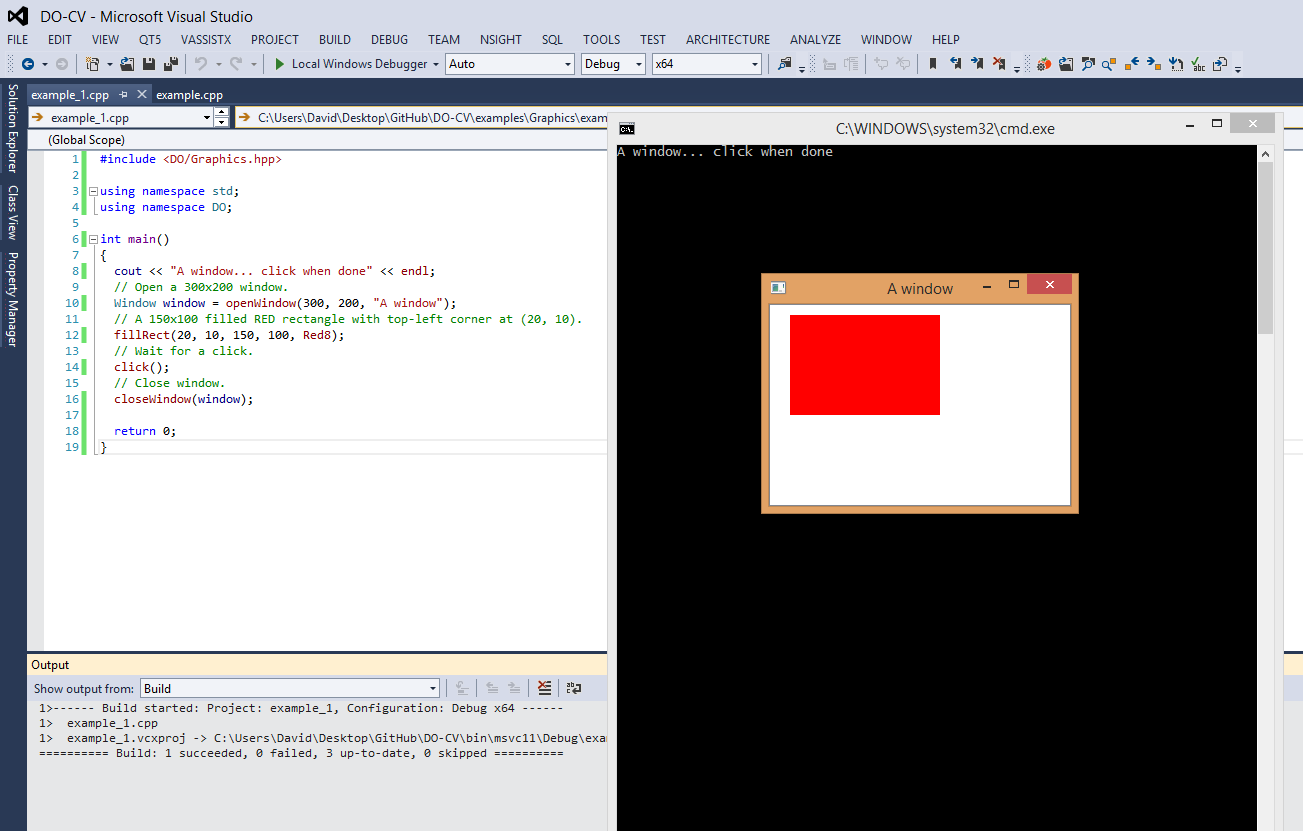 DO-CV - Microsoft Visual Studio
FILE EDIT VIEW QT5 VASSISTX PROJECT BUILD DEBUG TEAM NSIGHT SQL TOOLS TEST ARCHITECTURE ANALYZE WINDOW HELP
Local Windows Debugger Auto Debug x64
Solution Explorer
Class View
Property Manager
example_1.cpp example.cpp
example_1.cpp C:\Users\David\Desktop\GitHub\DO-CV\examples\Graphics\exam
(Global Scope)
1 #include <DO/Graphics.hpp>
2
3 using namespace std;
4 using namespace DO;
5
6 int main()
7 {
8 cout << "A window... click when done" << endl;
9 // Open a 300x200 window.
10 Window window = openWindow(300, 200, "A window");
11 // A 150x100 filled RED rectangle with top-left corner at (20, 10).
12 fillRect(20, 10, 150, 100, Red8);
13 // Wait for a click.
14 click();
15 // Close window.
16 closeWindow(window);
17
18 return 0;
19 }
C:\WINDOWS\system32\cmd.exe
A window... click when done
A window
Output
Show output from: Build
1>------ Build started: Project: example_1, Configuration: Debug x64 ------
1> example_1.cpp
1> example_1.vcxproj -> C:\Users\David\Desktop\GitHub\DO-CV\bin\msvc11\Debug\exa
========== Build: 1 succeeded, 0 failed, 3 up-to-date, 0 skipped ==========